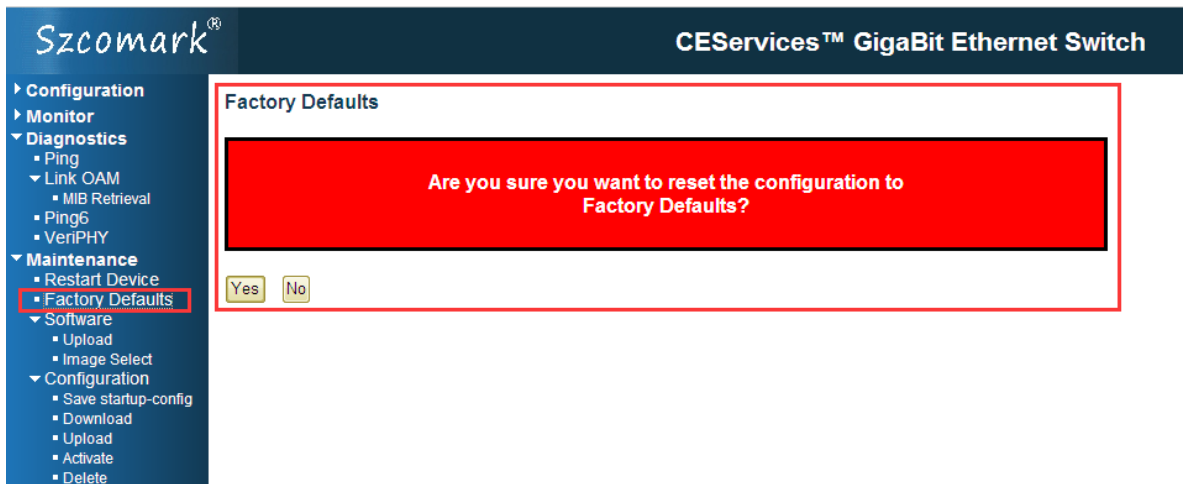 Szcomark®
CEServices™ GigaBit Ethernet Switch
Configuration
Monitor
Diagnostics
Ping
Link OAM
MIB Retrieval
Ping6
VeriPHY
Maintenance
Restart Device
Factory Defaults
Software
Upload
Image Select
Configuration
Save startup-config
Download
Upload
Activate
Delete
Factory Defaults
Are you sure you want to reset the configuration to
Factory Defaults?
Yes No